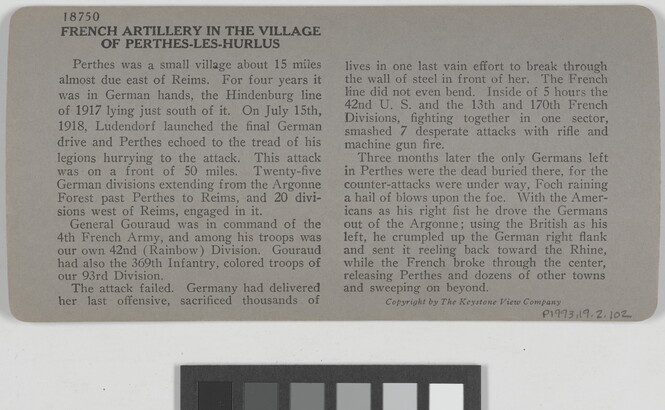 18750
FRENCH ARTILLERY IN THE VILLAGE
OF PERTHES-LES-HURLUS
Perthes was a small village about 15 miles
almost due east of Reims. For four years it
was in German hands, the Hindenburg line
of 1917 lying just south of it. On July 15th,
1918, Ludendorf launched the final German
drive and Perthes echoed to the tread of his
legions hurrying to the attack. This attack
was on a front of 50 miles. Twenty-five
German divisions extending from the Argonne
Forest past Perthes to Reims, and 20 divi-
sions west of Reims, engaged in it.
General Gouraud was in command of the
4th French Army, and among his troops was
our own 42nd (Rainbow) Division. Gouraud
had also the 369th Infantry, colored troops of
our 93rd Division.
The attack failed. Germany had delivered
her last offensive, sacrificed thousands of
lives in one last vain effort to break through
the wall of steel in front of her. The French
line did not even bend. Inside of 5 hours the
42nd U. S. and the 13th and 170th French
Divisions, fighting together in one sector,
smashed 7 desperate attacks with rifle and
machine gun fire.
Three months later the only Germans left
in Perthes were the dead buried there, for the
counter-attacks were under way, Foch raining
a hail of blows upon the foe. With the Amer-
icans as his right fist he drove the Germans
out of the Argonne; using the British as his
left, he crumpled up the German right flank
and sent it reeling back toward the Rhine,
while the French broke through the center,
releasing Perthes and dozens of other towns
and sweeping on beyond.
Copyright by The Keystone View Company
P1993.19.2.102